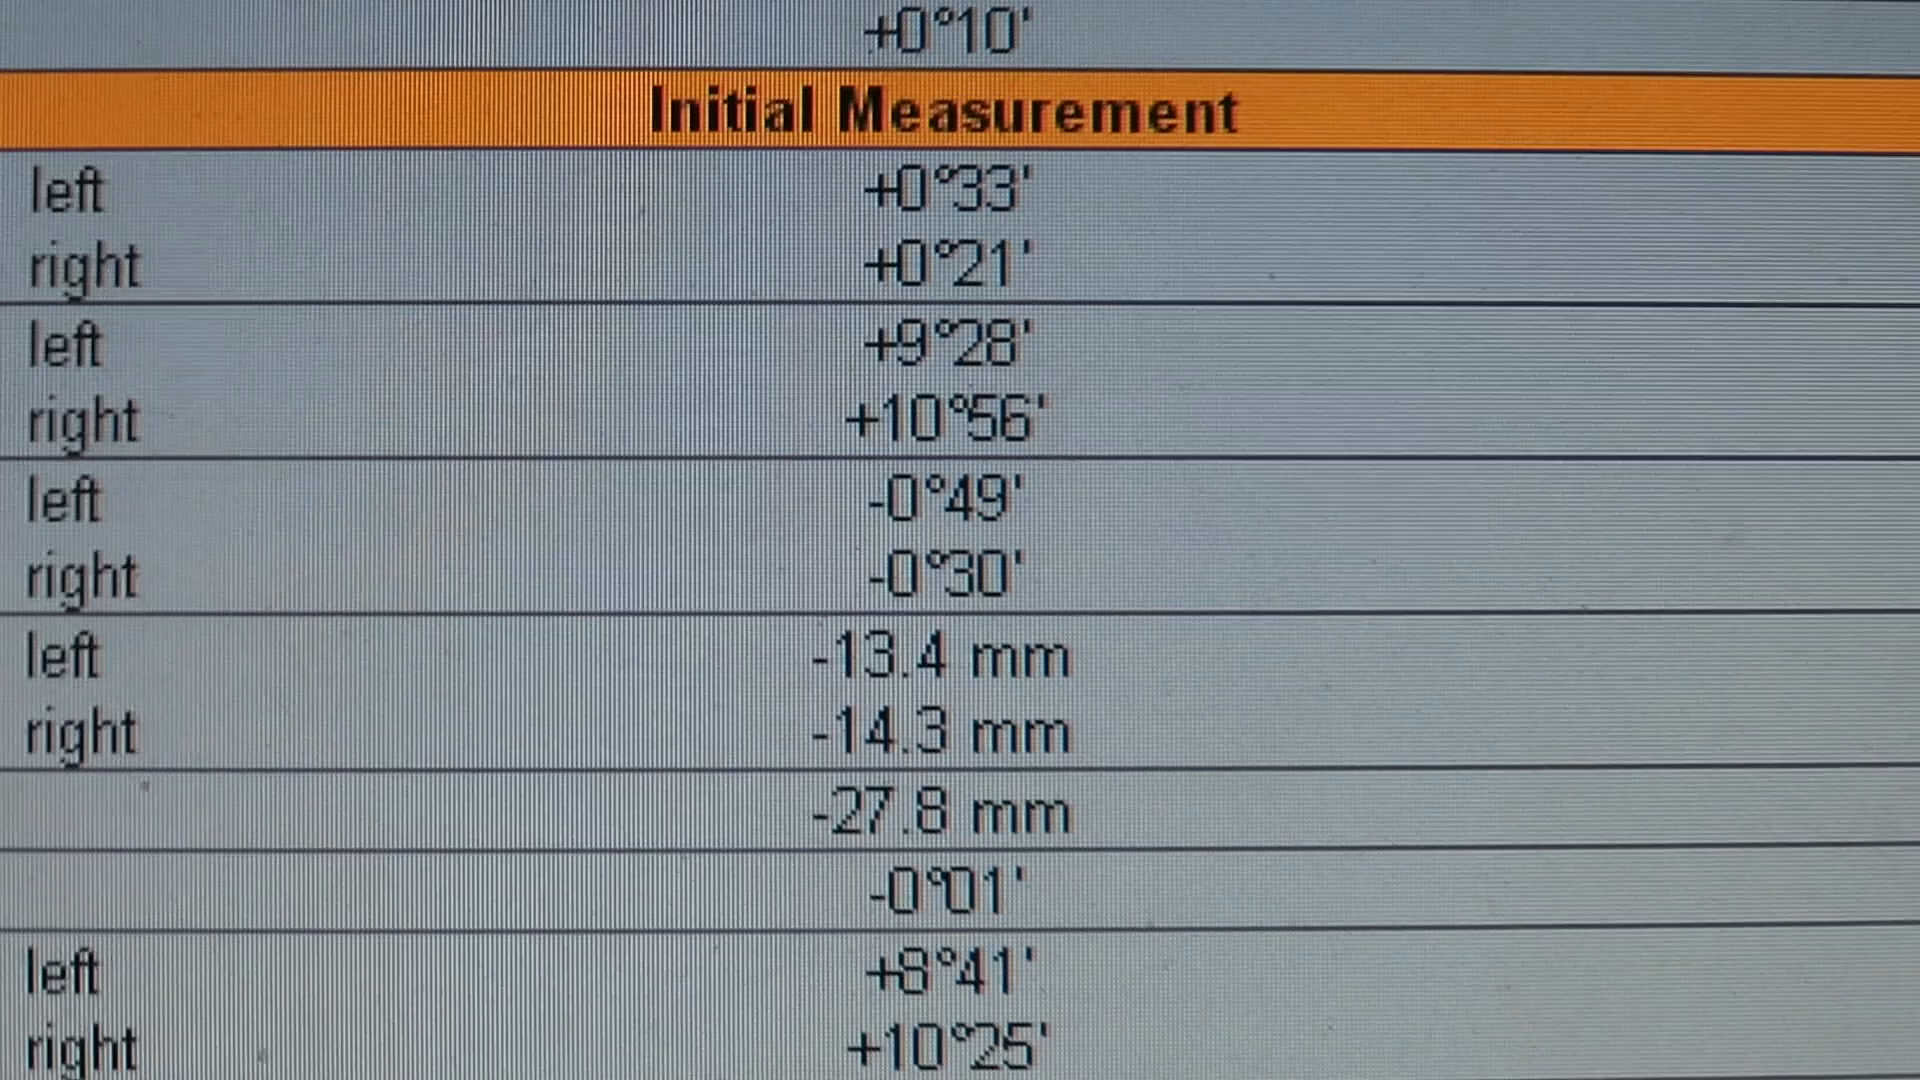 +0°10'
Initial Measurement
left +0°33'
right +0°21'
left +9°28'
right +10°56'
left -0°49'
right -0°30'
left -13.4 mm
right -14.3 mm
-27.8 mm
-0°01'
left +8°41'
right +10°25'